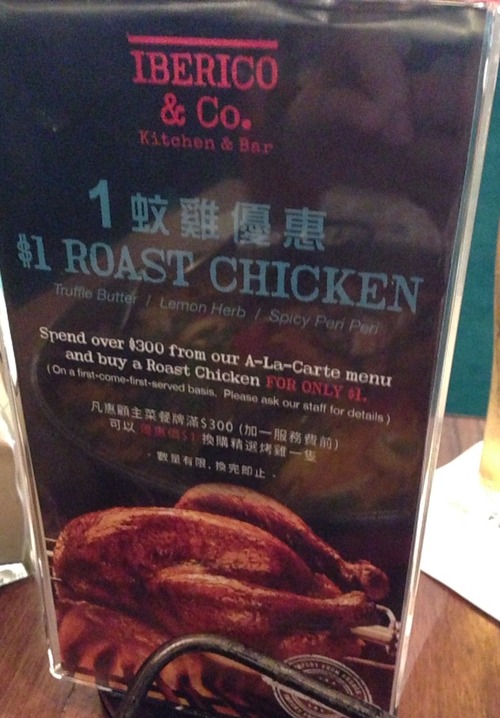 IBERICO
& Co.
Kitchen & Bar
1蚊雞優惠
$1 ROAST CHICKEN
Truffle Butter / Lemon Herb / Spicy Peri Peri
Spend over $300 from our A-La-Carte menu
and buy a Roast Chicken FOR ONLY $1.
( On a first-come-first-served basis. Please ask our staff for details )
凡惠顧主菜餐牌滿$300 (加一服務費前)
可以 優惠價$1 換購精選烤雞一隻
- 數量有限，換完即止 -